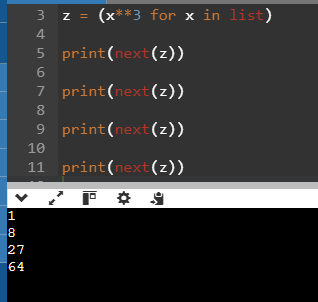 3 z = (x**3 for x in list)
4
5 print(next(z))
6
7 print(next(z))
8
9 print(next(z))
10
11 print(next(z))
1
8
27
64